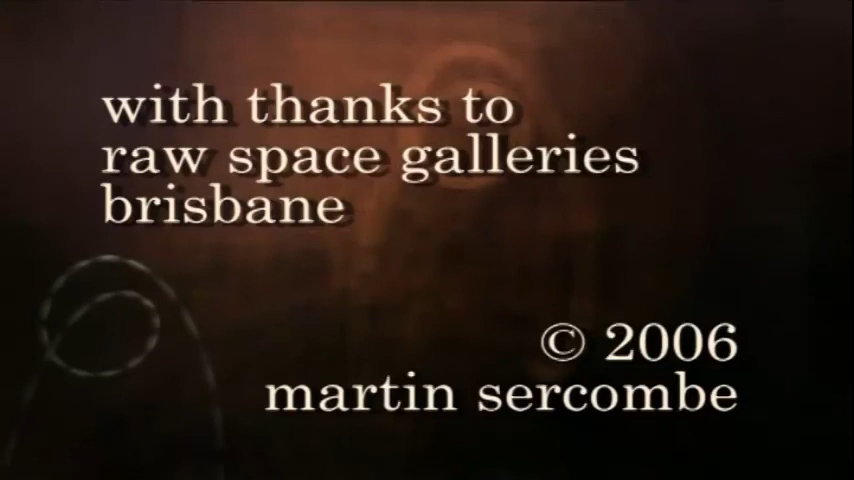 with thanks to
raw space galleries
brisbane
© 2006
martin sercombe